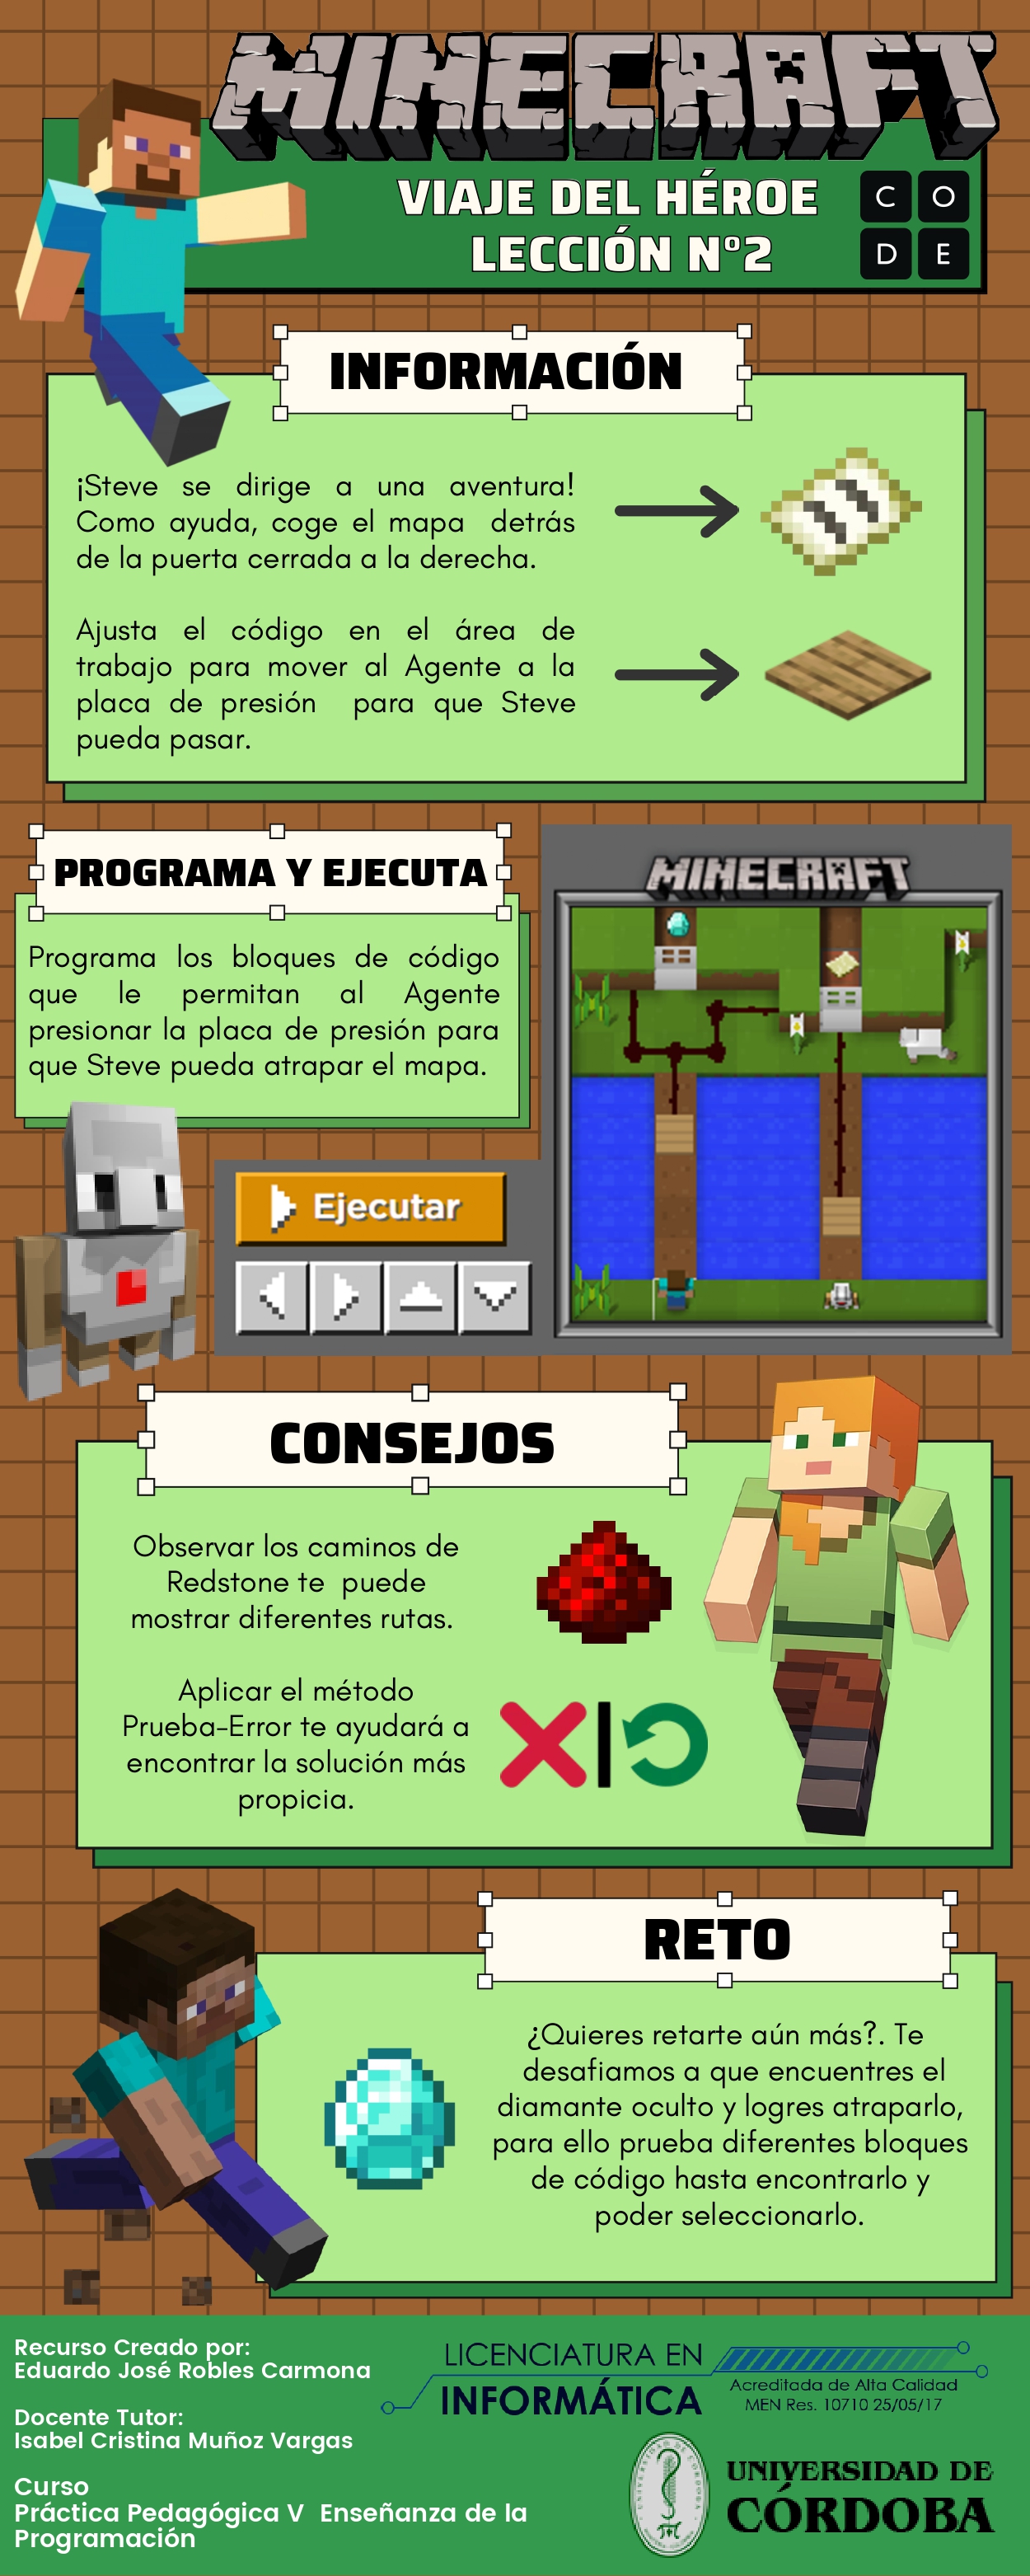 MINECRAFT
VIAJE DEL HÉROE
LECCIÓN N°2
C O
D E
INFORMACIÓN
¡Steve se dirige a una aventura!
Como ayuda, coge el mapa detrás
de la puerta cerrada a la derecha.
Ajusta el código en el área de
trabajo para mover al Agente a la
placa de presión para que Steve
pueda pasar.
PROGRAMA Y EJECUTA
Programa los bloques de código
que le permitan al Agente
presionar la placa de presión para
que Steve pueda atrapar el mapa.
MINECRAFT
Ejecutar
CONSEJOS
Observar los caminos de
Redstone te puede
mostrar diferentes rutas.
Aplicar el método
Prueba-Error te ayudará a
encontrar la solución más
propicia.
RETO
¿Quieres retarte aún más?. Te
desafiamos a que encuentres el
diamante oculto y logres atraparlo,
para ello prueba diferentes bloques
de código hasta encontrarlo y
poder seleccionarlo.
Recurso Creado por:
Eduardo José Robles Carmona
Docente Tutor:
Isabel Cristina Muñoz Vargas
Curso
Práctica Pedagógica V Enseñanza de la
Programación
LICENCIATURA EN
INFORMÁTICA
Acreditada de Alta Calidad
MEN Res. 10710 25/05/17
UNIVERSIDAD DE
CÓRDOBA